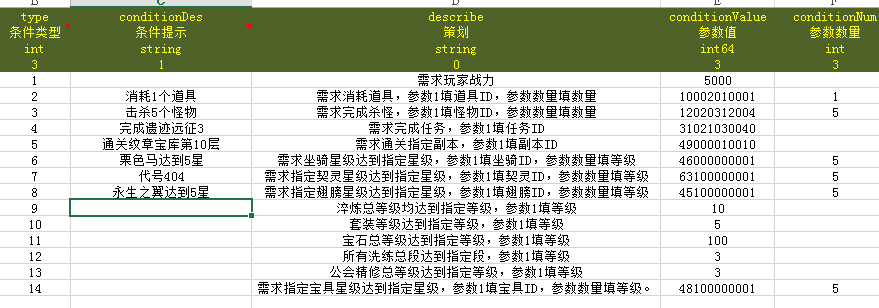 B C D E F
type conditionDes describe conditionValue conditionNum
条件类型 条件提示 策划 参数值 参数数量
int string string int64 int
3 1 0 3 3
1 需求玩家战力 5000
2 消耗1个道具 需求消耗道具，参数1填道具ID，参数数量填数量 10002010001 1
3 击杀5个怪物 需求完成杀怪，参数1填怪物ID，参数数量填数量 12020312004 5
4 完成遗迹远征3 需求完成任务，参数1填任务ID 31021030040
5 通关纹章宝库第10层 需求通关指定副本，参数1填副本ID 49000010010
6 栗色马达到5星 需求坐骑星级达到指定星级，参数1填坐骑ID，参数数量填等级 46000000001 5
7 代号404 需求指定契灵星级达到指定星级，参数1填契灵ID，参数数量填等级 63100000001 5
8 永生之翼达到5星 需求指定翅膀星级达到指定星级，参数1填翅膀ID，参数数量填等级 45100000001 5
9 淬炼总等级均达到指定等级，参数1填等级 10
10 套装等级达到指定等级，参数1填等级 5
11 宝石总等级达到指定等级，参数1填等级 100
12 所有洗练总段达到指定段，参数1填等级 3
13 公会精修总等级达到指定等级，参数1填等级 3
14 需求指定宝具星级达到指定星级，参数1填宝具ID，参数数量填等级。 48100000001 5